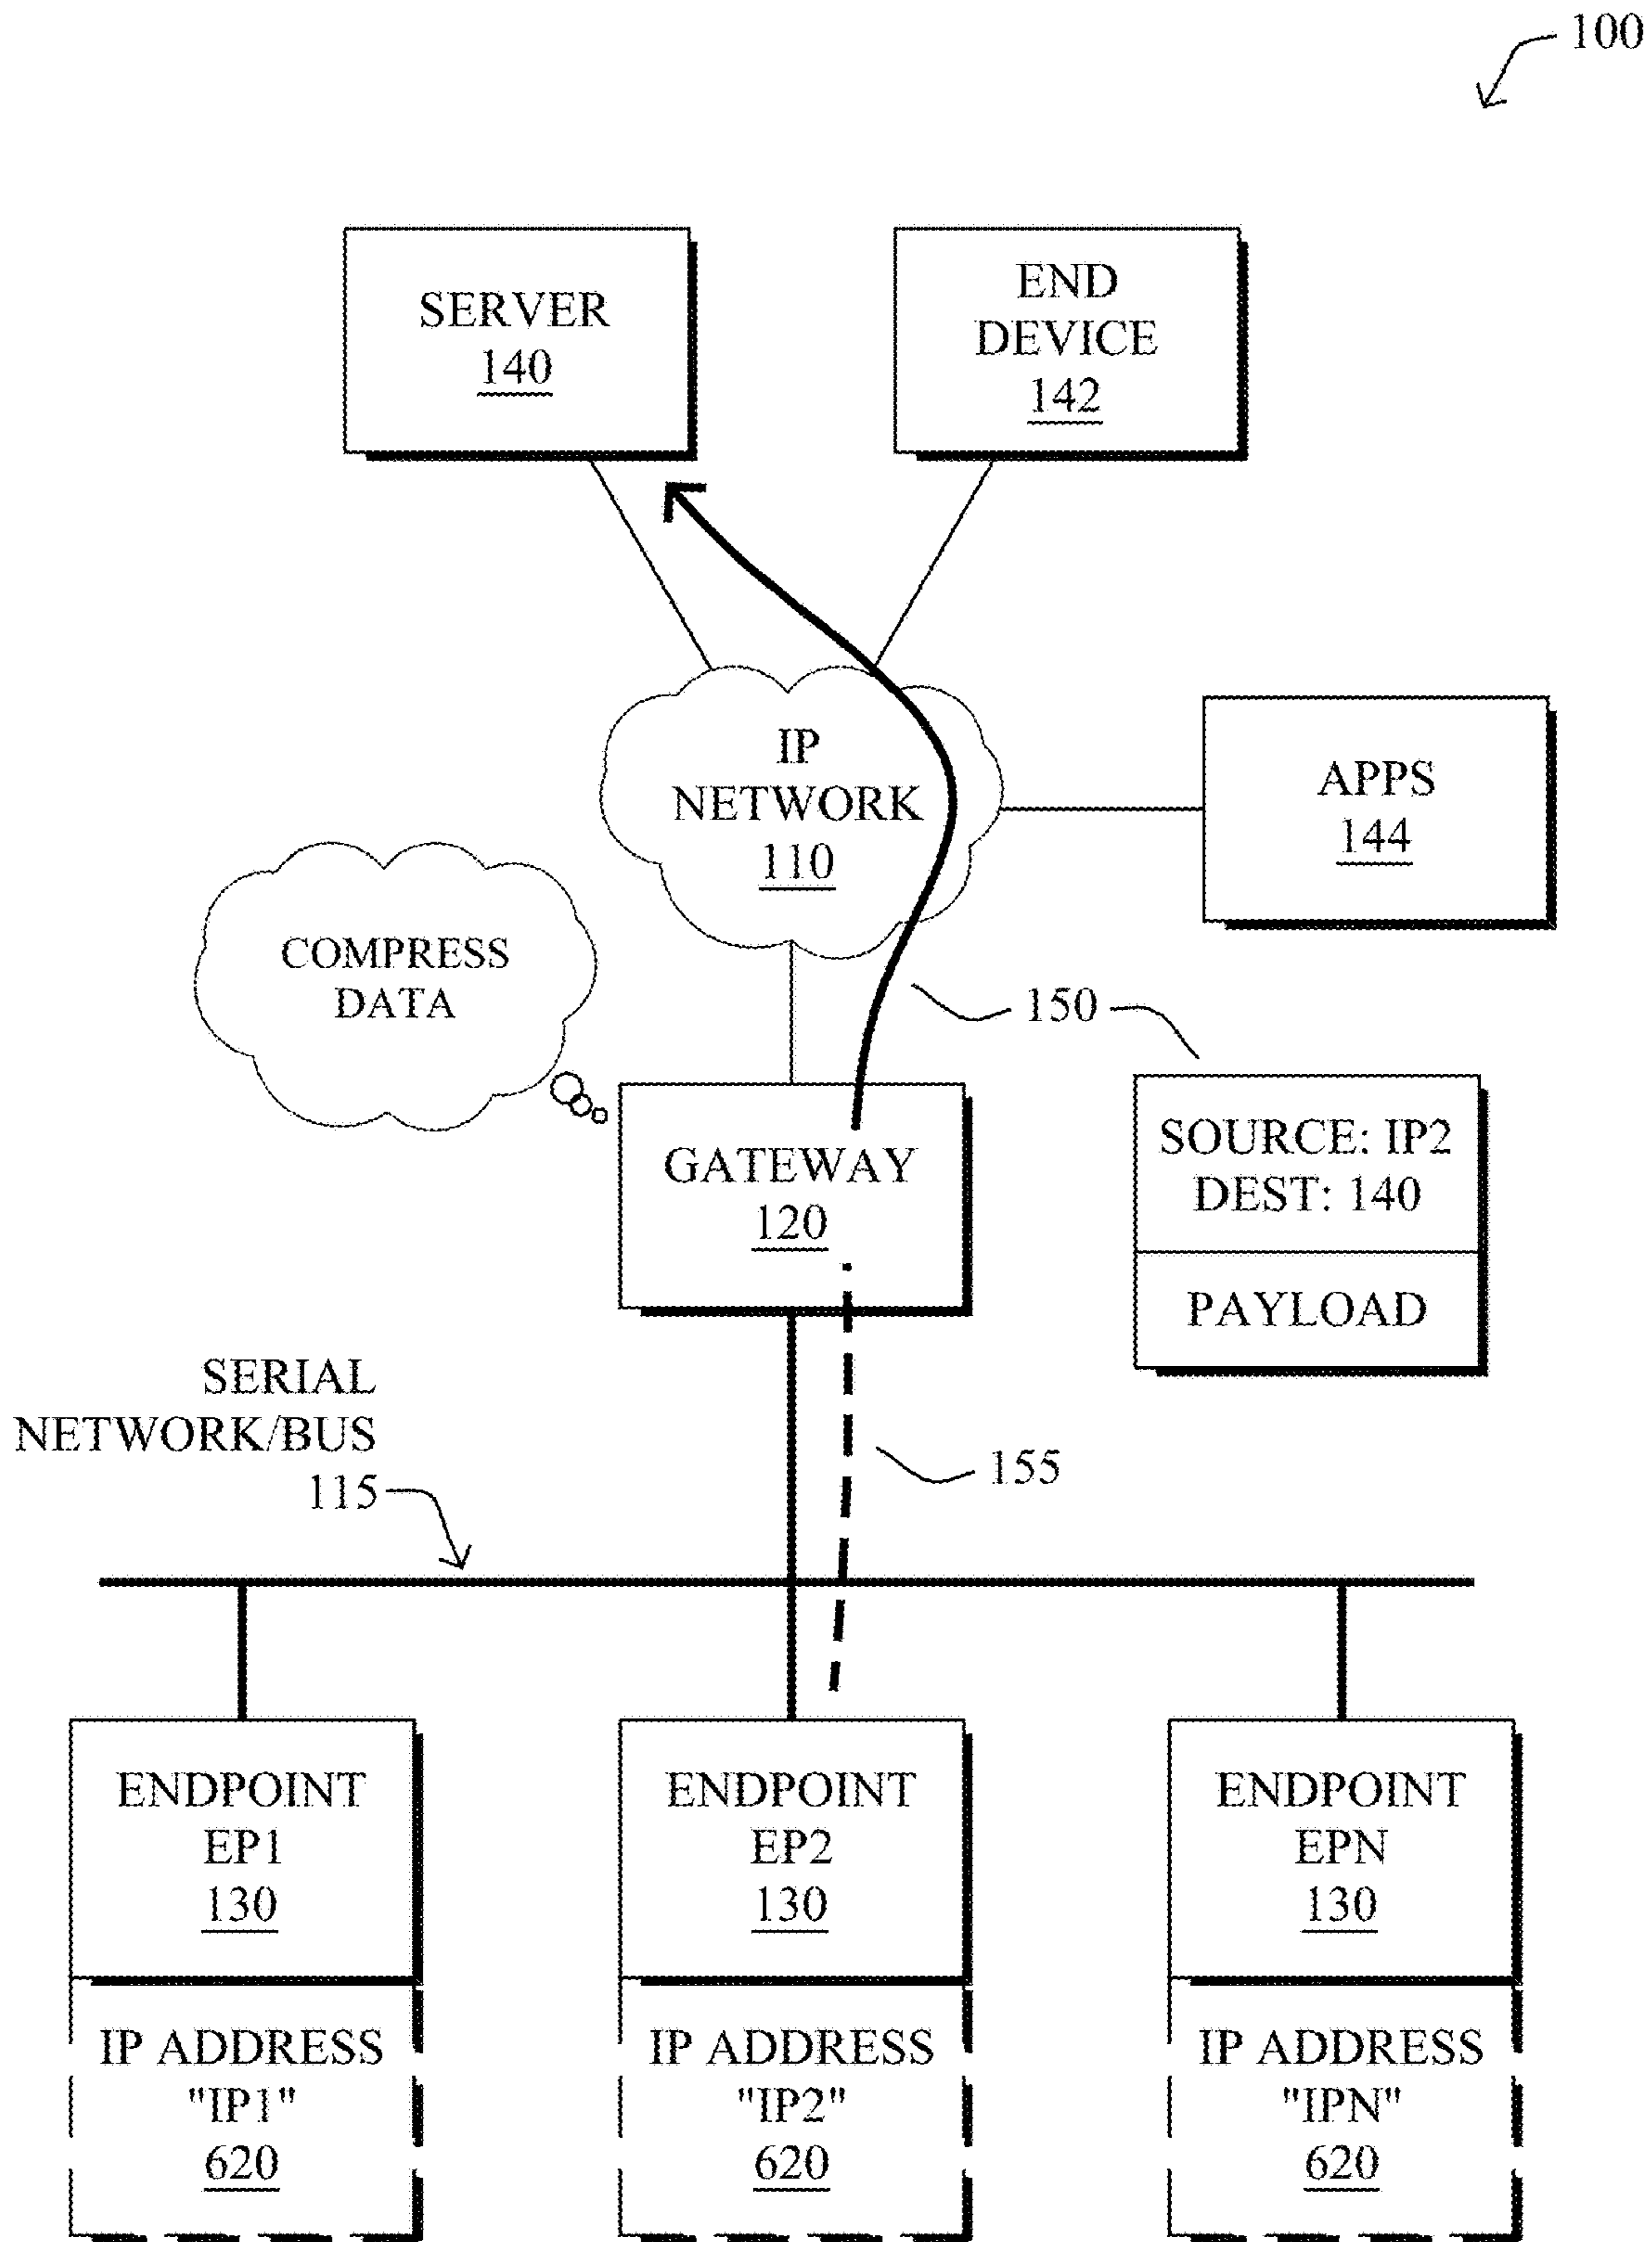 100
SERVER
140
END
DEVICE
142
IP
NETWORK
110
APPS
144
COMPRESS
DATA
150
GATEWAY
120
SOURCE: IP2
DEST: 140
PAYLOAD
SERIAL
NETWORK/BUS
115
155
ENDPOINT
EP1
130
IP ADDRESS
"IP1"
620
ENDPOINT
EP2
130
IP ADDRESS
"IP2"
620
ENDPOINT
EPN
130
IP ADDRESS
"IPN"
620